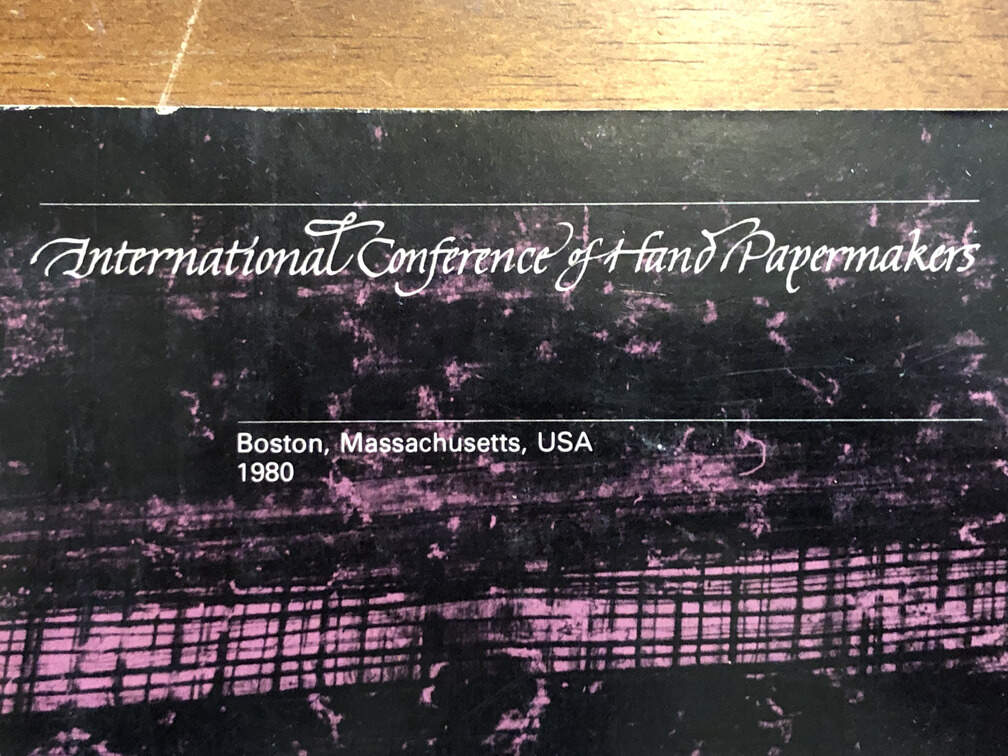 International Conference of Hand Papermakers
Boston, Massachusetts, USA
1980